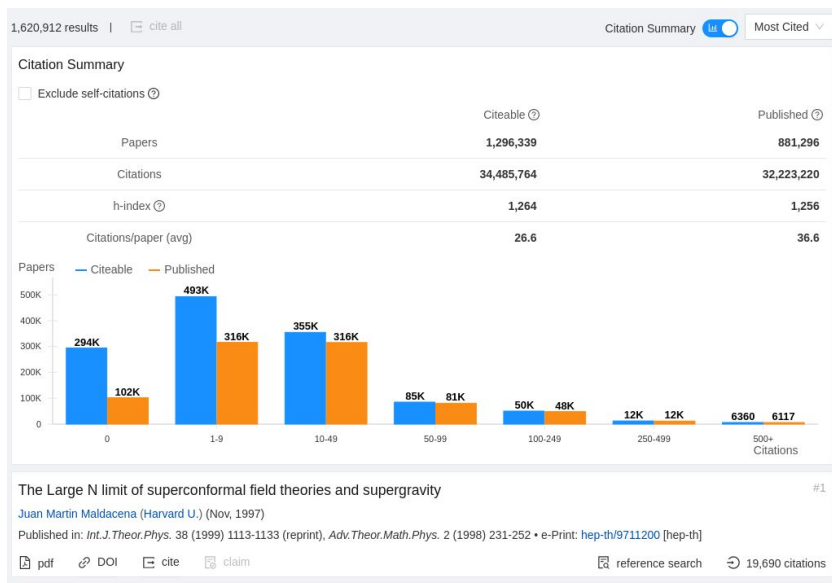 1,620,912 results | cite all Citation Summary Most Cited
Citation Summary
Exclude self-citations
Citeable Published
Papers 1,296,339 881,296
Citations 34,485,764 32,223,220
h-index 1,264 1,256
Citations/paper (avg) 26.6 36.6
Papers Citeable Published
500K
400K
300K
200K
100K
0
294K 102K 493K 316K 355K 316K 85K 81K 50K 48K 12K 12K 6360 6117
0 1-9 10-49 50-99 100-249 250-499 500+
Citations
The Large N limit of superconformal field theories and supergravity #1
Juan Martin Maldacena (Harvard U.) (Nov, 1997)
Published in: Int.J.Theor.Phys. 38 (1999) 1113-1133 (reprint), Adv.Theor.Math.Phys. 2 (1998) 231-252 • e-Print: hep-th/9711200 [hep-th]
pdf DOI cite claim reference search 19,690 citations